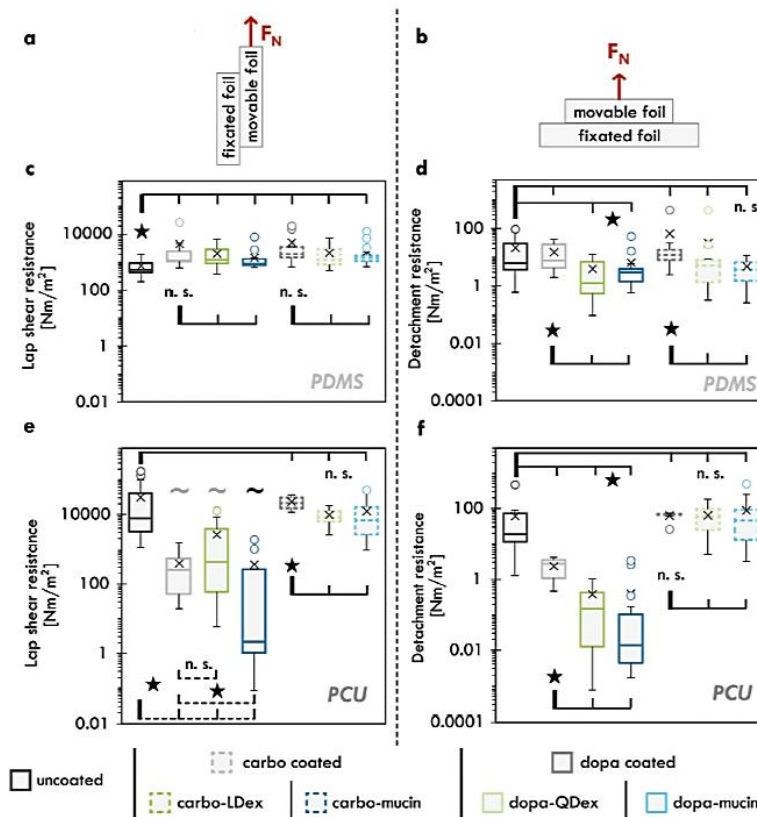 a
F_N
fixated foil
movable foil
b
F_N
movable foil
fixated foil
c
Lap shear resistance
[Nm/m²]
10000
100
1
0.01
n. s.
n. s.
PDMS
d
Detachment resistance
[Nm/m²]
100
1
0.01
0.0001
n. s.
PDMS
e
Lap shear resistance
[Nm/m²]
10000
100
1
0.01
~ ~ ~
n. s.
n. s.
PCU
f
Detachment resistance
[Nm/m²]
100
1
0.01
0.0001
n. s.
n. s.
PCU
uncoated
carbo coated
carbo-LDex
carbo-mucin
dopa coated
dopa-QDex
dopa-mucin